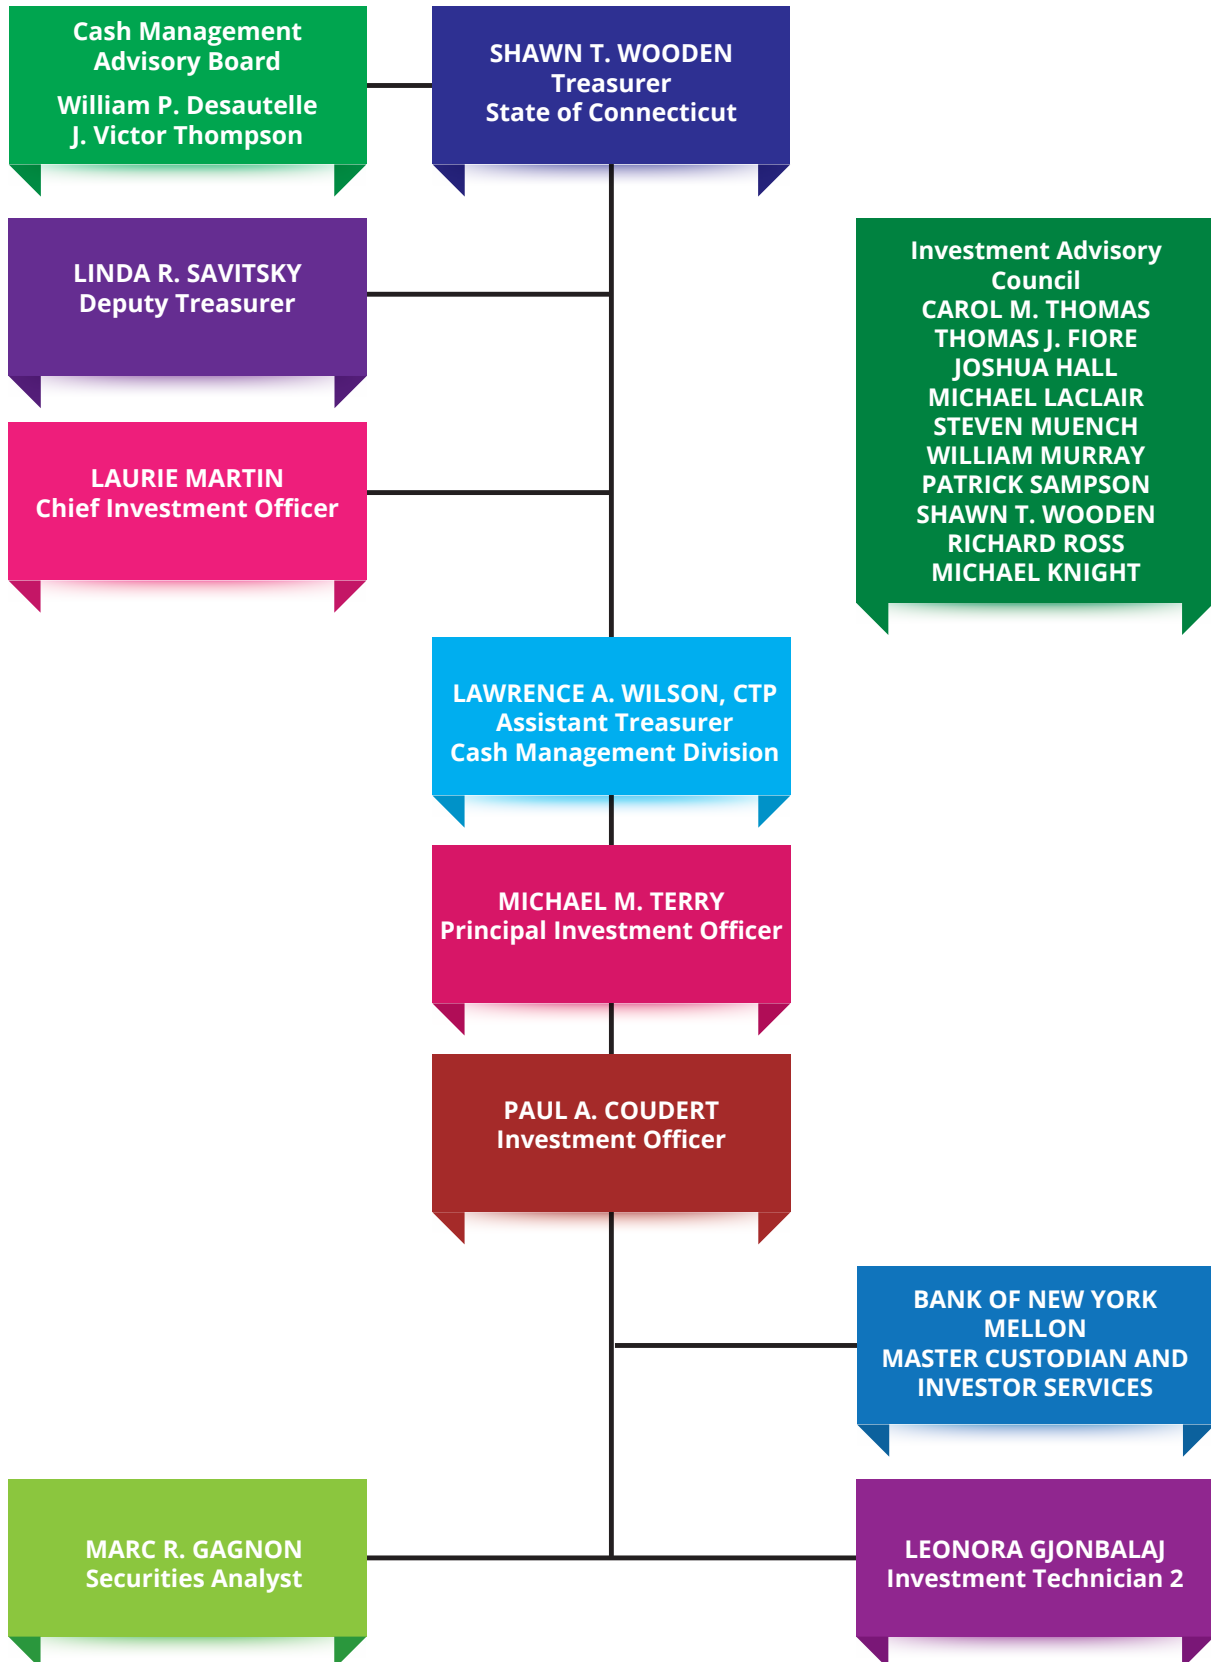 Cash Management
Advisory Board
William P. Desautelle
J. Victor Thompson
SHAWN T. WOODEN
Treasurer
State of Connecticut
LINDA R. SAVITSKY
Deputy Treasurer
Investment Advisory
Council
CAROL M. THOMAS
THOMAS J. FIORE
JOSHUA HALL
MICHAEL LACLAIR
STEVEN MUENCH
WILLIAM MURRAY
PATRICK SAMPSON
SHAWN T. WOODEN
RICHARD ROSS
MICHAEL KNIGHT
LAURIE MARTIN
Chief Investment Officer
LAWRENCE A. WILSON, CTP
Assistant Treasurer
Cash Management Division
MICHAEL M. TERRY
Principal Investment Officer
PAUL A. COUDERT
Investment Officer
BANK OF NEW YORK
MELLON
MASTER CUSTODIAN AND
INVESTOR SERVICES
MARC R. GAGNON
Securities Analyst
LEONORA GJONBALAJ
Investment Technician 2